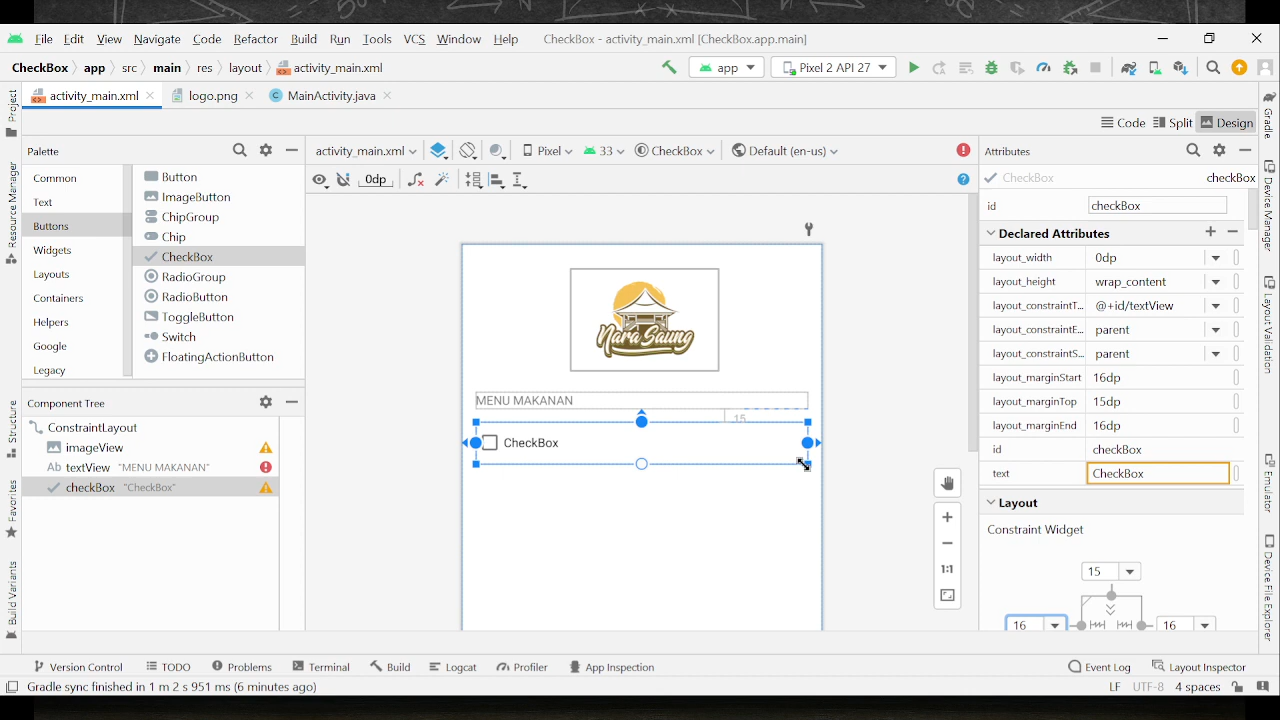 File Edit View Navigate Code Refactor Build Run Tools VCS Window Help CheckBox - activity_main.xml [CheckBox.app.main]
CheckBox app src main res layout activity_main.xml app Pixel 2 API 27
activity_main.xml logo.png MainActivity.java
Code Split Design
Palette
activity_main.xml Pixel 33 CheckBox Default (en-us)
Attributes
0dp
CheckBox checkBox
Common
Text
Buttons
Widgets
Layouts
Containers
Helpers
Google
Legacy
Button
ImageButton
ChipGroup
Chip
CheckBox
RadioGroup
RadioButton
ToggleButton
Switch
FloatingActionButton
Component Tree
ConstraintLayout
imageView
Ab textView "MENU MAKANAN"
checkBox "CheckBox"
Nara Saung
MENU MAKANAN
15
CheckBox
1:1
id checkBox
Declared Attributes
layout_width 0dp
layout_height wrap_content
layout_constraintT... @+id/textView
layout_constraintE... parent
layout_constraintS... parent
layout_marginStart 16dp
layout_marginTop 15dp
layout_marginEnd 16dp
id checkBox
text CheckBox
Layout
Constraint Widget
15
16 16
Project
Resource Manager
Structure
Favorites
Build Variants
Gradle
Device Manager
Layout Validation
Emulator
Device File Explorer
Version Control TODO Problems Terminal Build Logcat Profiler App Inspection Event Log Layout Inspector
Gradle sync finished in 1 m 2 s 951 ms (6 minutes ago) LF UTF-8 4 spaces